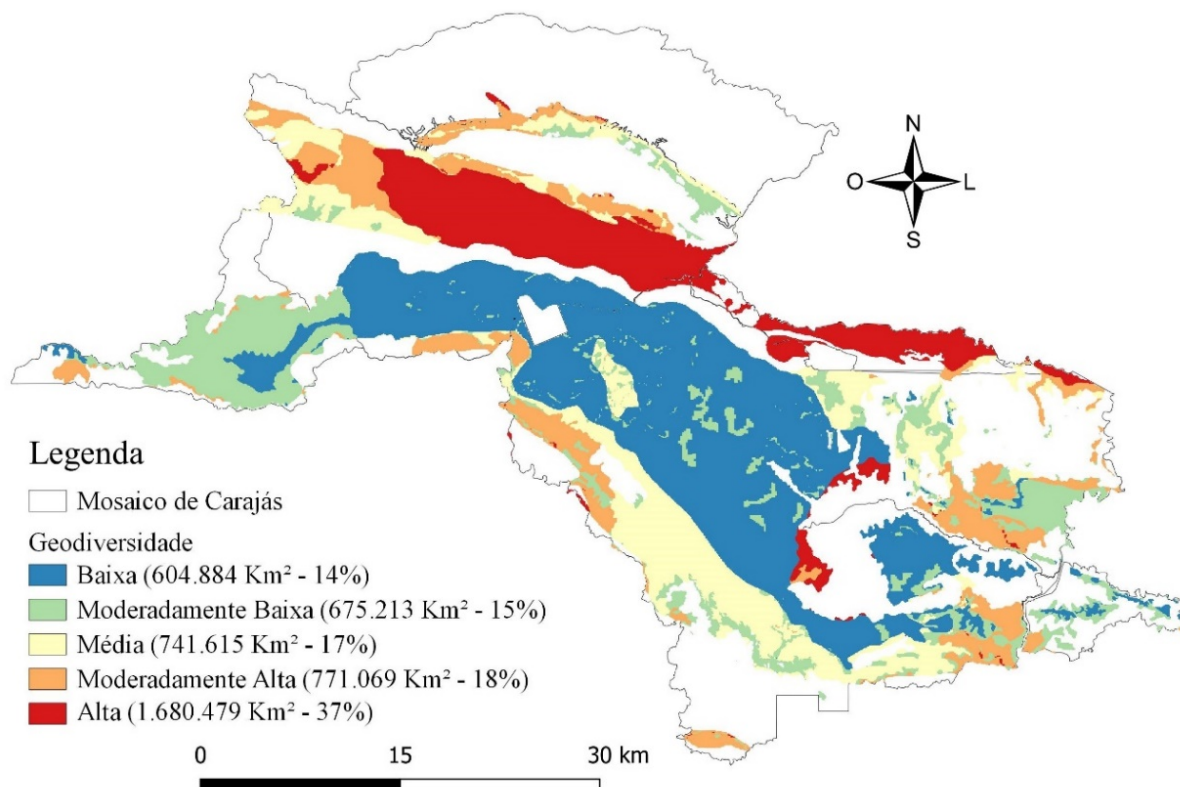 N
O
L
S
Legenda
Mosaico de Carajás
Geodiversidade
Baixa (604.884 Km² - 14%)
Moderadamente Baixa (675.213 Km² - 15%)
Média (741.615 Km² - 17%)
Moderadamente Alta (771.069 Km² - 18%)
Alta (1.680.479 Km² - 37%)
0 15 30 km